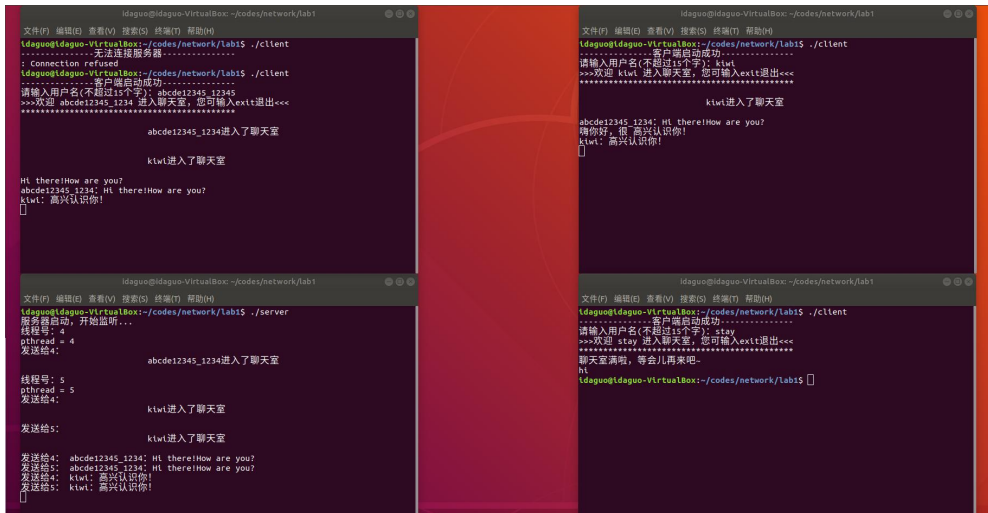 idaguo@idaguo-VirtualBox: ~/codes/network/lab1
文件(F) 编辑(E) 查看(V) 搜索(S) 终端(T) 帮助(H)
idaguo@idaguo-VirtualBox:~/codes/network/lab1$ ./client
---------------无法连接服务器---------------
: Connection refused
idaguo@idaguo-VirtualBox:~/codes/network/lab1$ ./client
---------------客户端启动成功---------------
请输入用户名(不超过15个字): abcde12345_12345
>>>欢迎 abcde12345_1234 进入聊天室，您可输入exit退出<<<
********************************************
abcde12345_1234进入了聊天室
kiwi进入了聊天室
Hi there!How are you?
abcde12345_1234: Hi there!How are you?
kiwi: 高兴认识你!
idaguo@idaguo-VirtualBox: ~/codes/network/lab1
文件(F) 编辑(E) 查看(V) 搜索(S) 终端(T) 帮助(H)
idaguo@idaguo-VirtualBox:~/codes/network/lab1$ ./client
---------------客户端启动成功---------------
请输入用户名(不超过15个字): kiwi
>>>欢迎 kiwi 进入聊天室，您可输入exit退出<<<
********************************************
kiwi进入了聊天室
abcde12345_1234: Hi there!How are you?
嗨你好，很 高兴认识你!
kiwi: 高兴认识你!
idaguo@idaguo-VirtualBox: ~/codes/network/lab1
文件(F) 编辑(E) 查看(V) 搜索(S) 终端(T) 帮助(H)
idaguo@idaguo-VirtualBox:~/codes/network/lab1$ ./server
服务器启动，开始监听...
线程号: 4
pthread = 4
发送给4:
abcde12345_1234进入了聊天室
线程号: 5
pthread = 5
发送给4:
kiwi进入了聊天室
发送给5:
kiwi进入了聊天室
发送给4: abcde12345_1234: Hi there!How are you?
发送给5: abcde12345_1234: Hi there!How are you?
发送给4: kiwi: 高兴认识你!
发送给5: kiwi: 高兴认识你!
idaguo@idaguo-VirtualBox: ~/codes/network/lab1
文件(F) 编辑(E) 查看(V) 搜索(S) 终端(T) 帮助(H)
idaguo@idaguo-VirtualBox:~/codes/network/lab1$ ./client
---------------客户端启动成功---------------
请输入用户名(不超过15个字): stay
>>>欢迎 stay 进入聊天室，您可输入exit退出<<<
********************************************
聊天室满啦，等会儿再来吧~
hi
idaguo@idaguo-VirtualBox:~/codes/network/lab1$